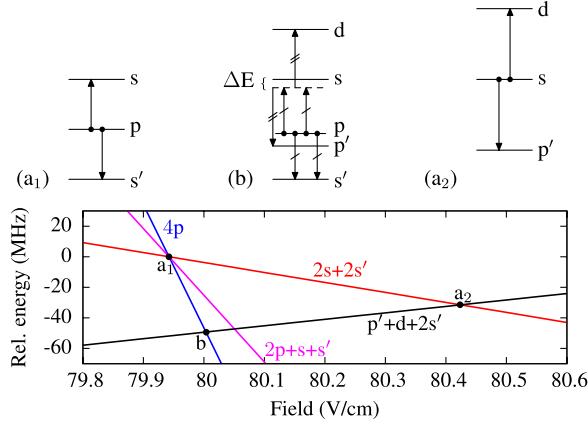 d
d
s
s
s
ΔE {
p
p
p′
p′
s′
s′
(a₁)
(b)
(a₂)
Rel. energy (MHz)
20
0
-20
-40
-60
4p
a₁
2s+2s′
a₂
p′+d+2s′
b
2p+s+s′
79.8 79.9 80 80.1 80.2 80.3 80.4 80.5 80.6
Field (V/cm)